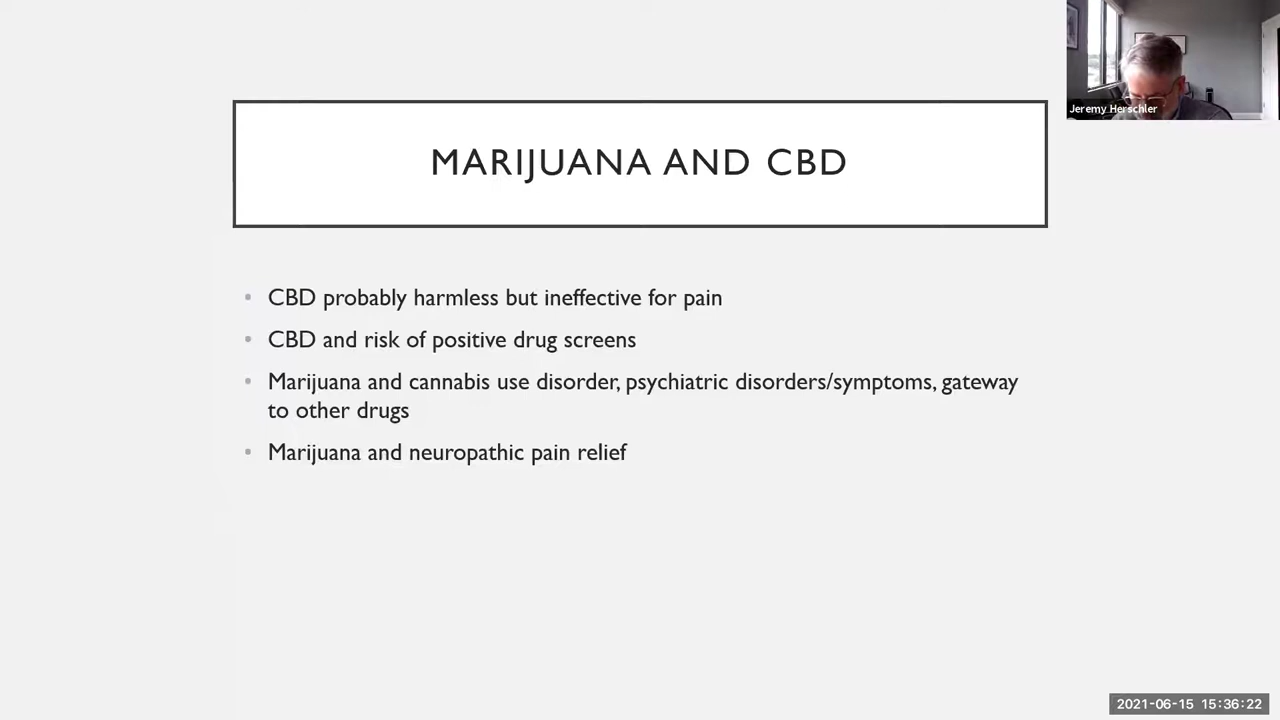 Jeremy Herschler
MARIJUANA AND CBD
• CBD probably harmless but ineffective for pain
• CBD and risk of positive drug screens
• Marijuana and cannabis use disorder, psychiatric disorders/symptoms, gateway
to other drugs
• Marijuana and neuropathic pain relief
2021-06-15 15:36:22